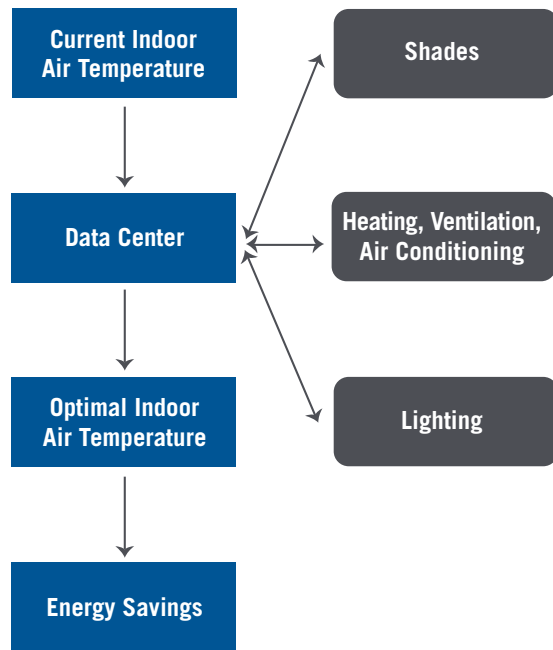 Current Indoor
Air Temperature
Shades
Data Center
Heating, Ventilation,
Air Conditioning
Optimal Indoor
Air Temperature
Lighting
Energy Savings